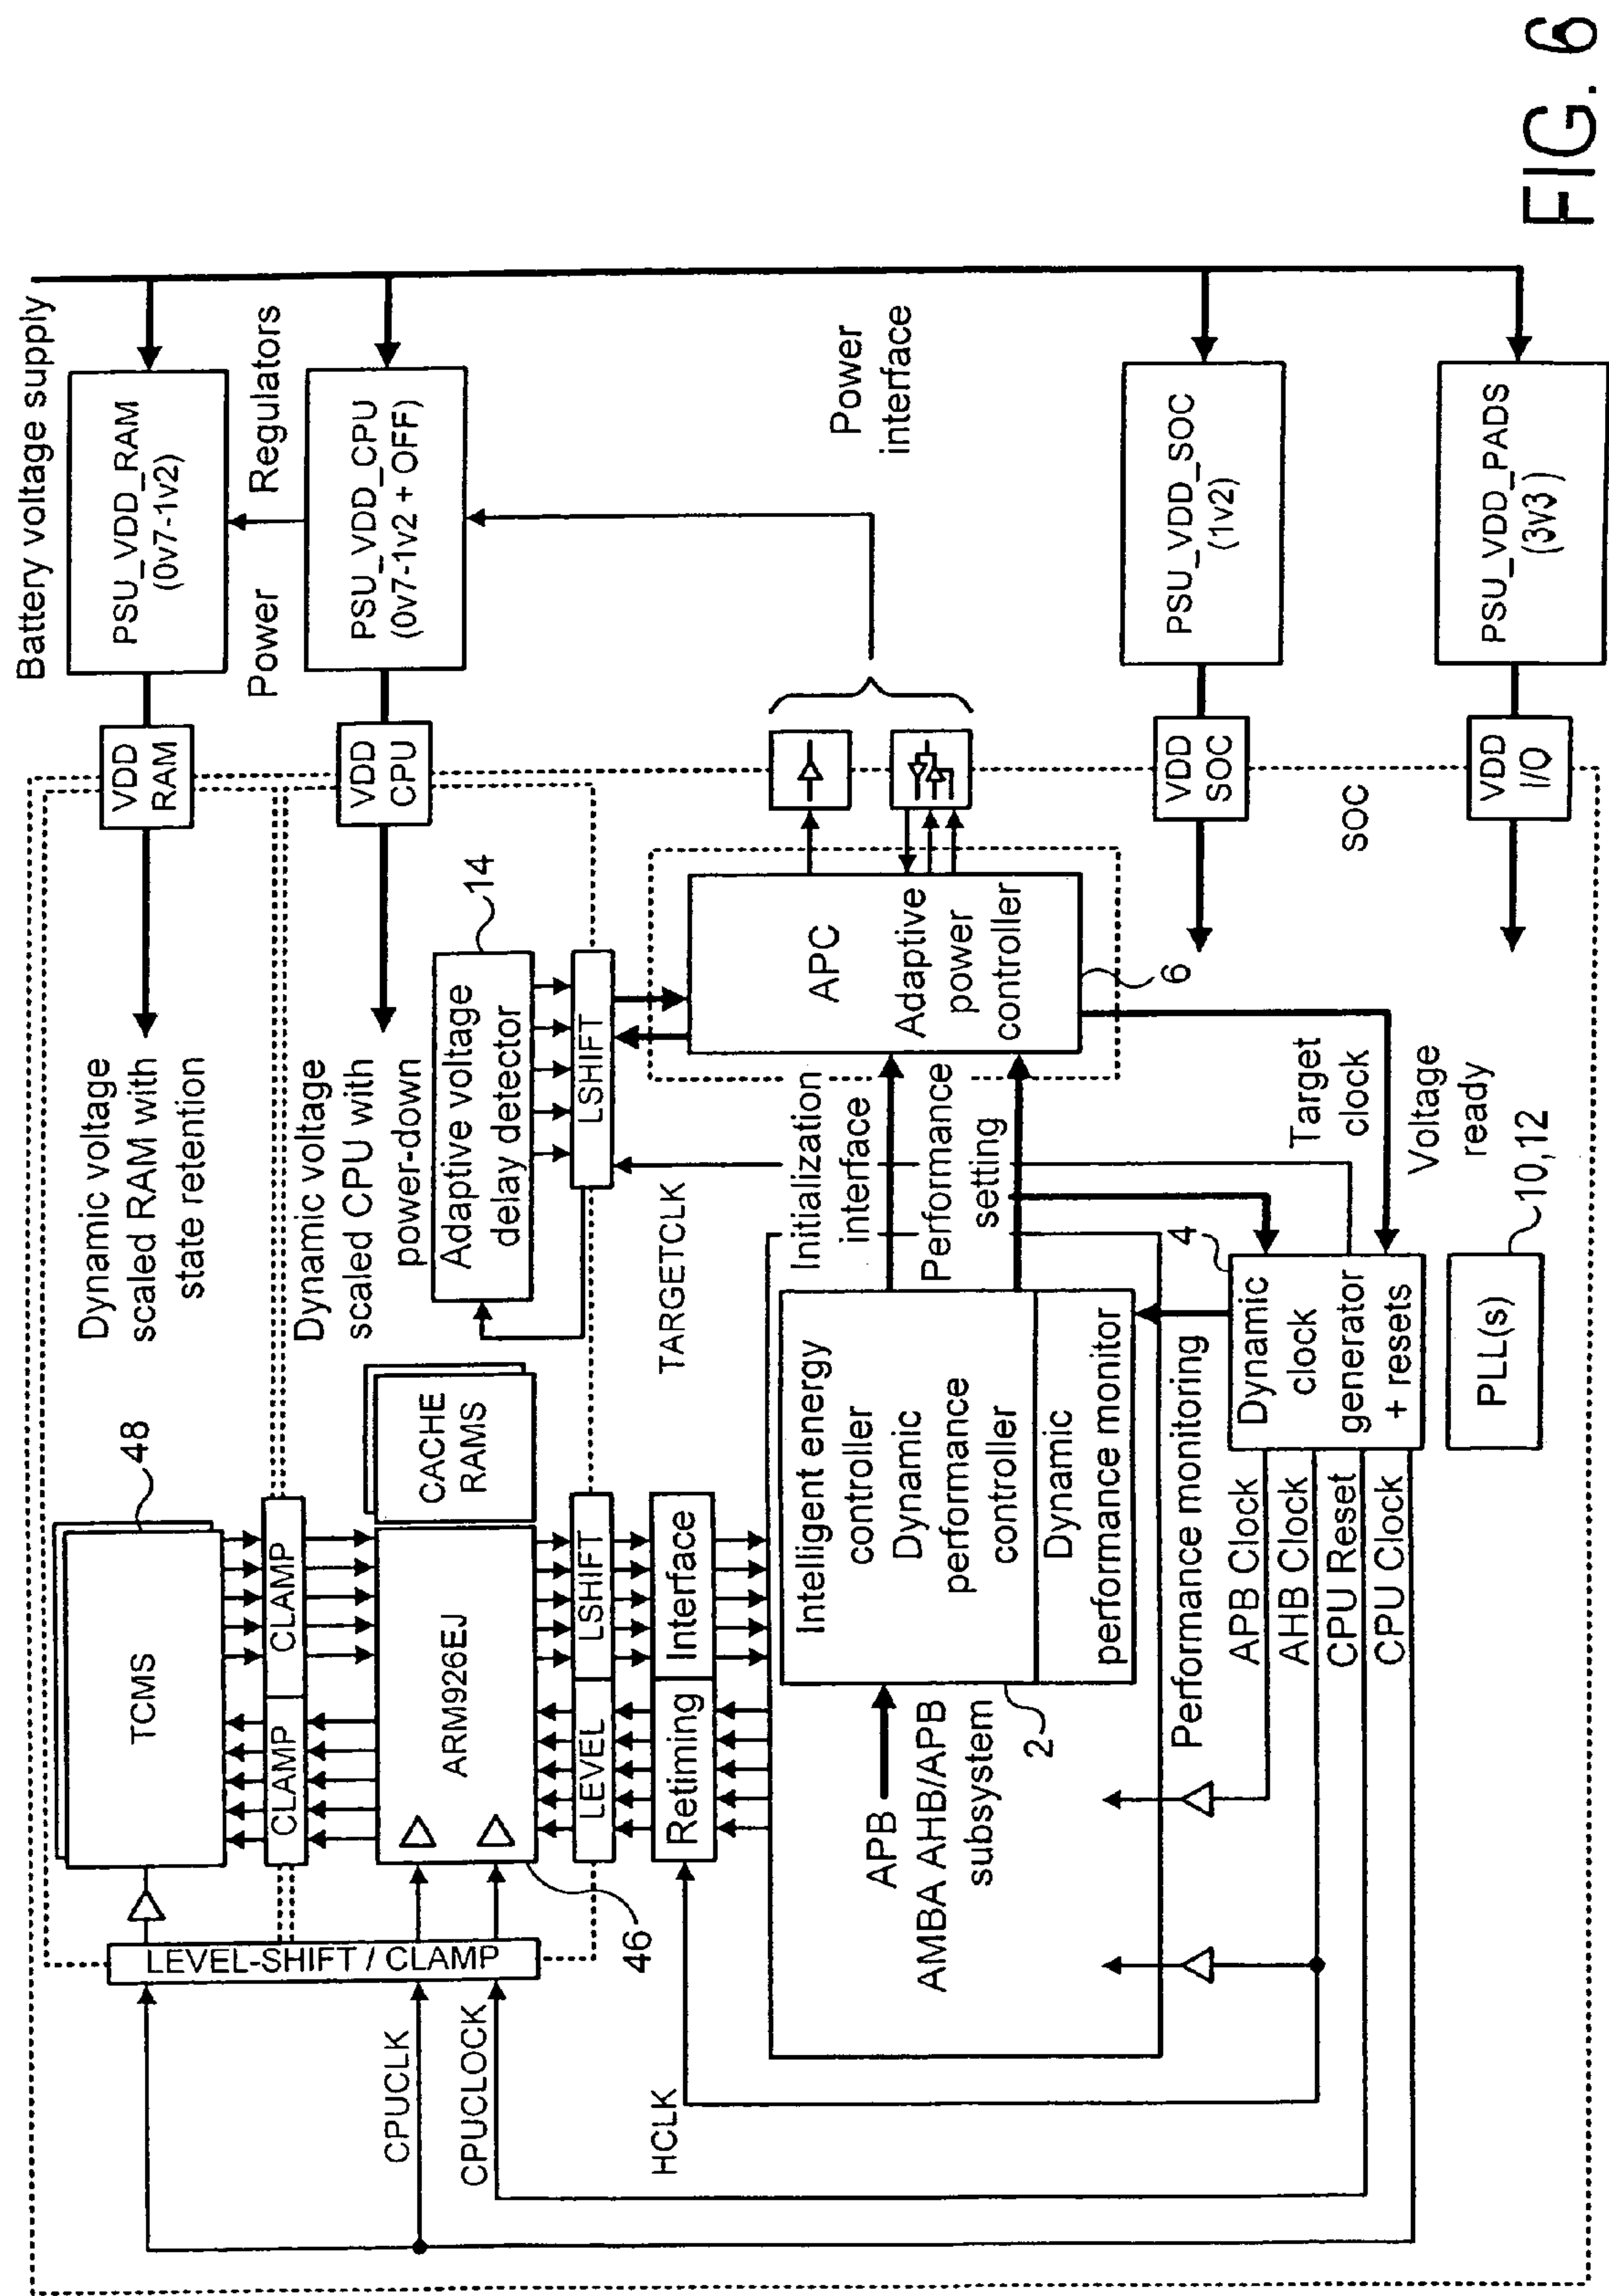 Battery voltage supply
PSU_VDD_RAM
(0v7-1v2)
Power
Regulators
PSU_VDD_CPU
(0v7-1v2 + OFF)
Power
interface
PSU_VDD_SOC
(1v2)
PSU_VDD_PADS
(3v3)
VDD
RAM
VDD
CPU
VDD
SOC
VDD
I/O
SOC
Dynamic voltage
scaled RAM with
state retention
Dynamic voltage
scaled CPU with
power-down
14
Adaptive voltage
delay detector
LSHIFT
APC
Adaptive
power
controller
6
TARGETCLK
Initialization
interface
Performance
setting
Target
clock
Voltage
ready
48
TCMS
CLAMP
CLAMP
CACHE
RAMS
ARM926EJ
46
LEVEL
LSHIFT
Retiming
Interface
LEVEL-SHIFT / CLAMP
CPUCLK
CPUCLOCK
HCLK
Intelligent energy
controller
Dynamic
performance
controller
Dynamic
performance monitor
2
APB
AMBA AHB/APB
subsystem
Performance monitoring
4
Dynamic
clock
generator
+ resets
APB Clock
AHB Clock
CPU Reset
CPU Clock
PLL(s)
10,12
FIG. 6